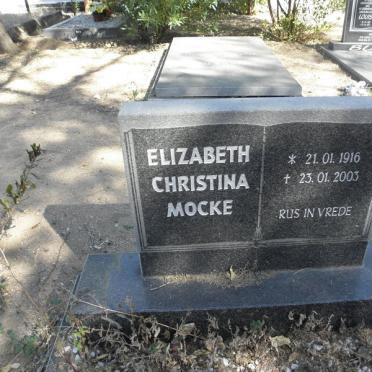 ELIZABETH
CHRISTINA
MOCKE
* 21.01.1916
† 23.01.2003
RUS IN VREDE